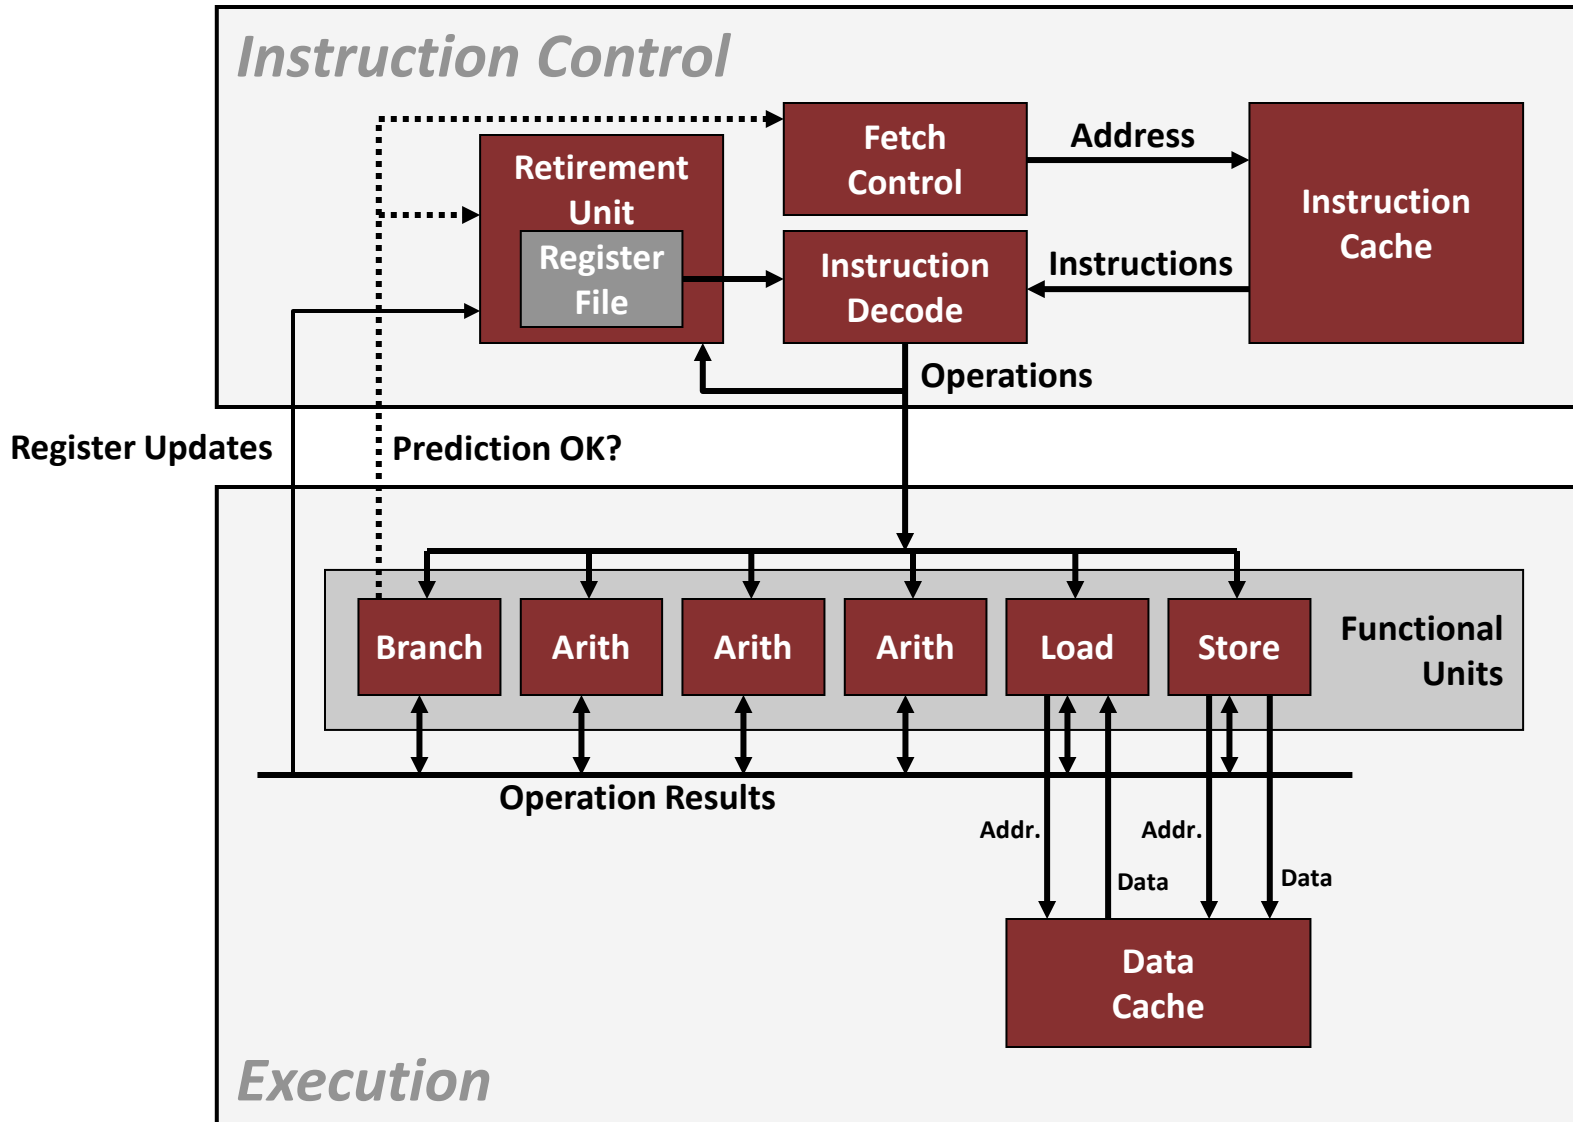 Instruction Control
Fetch
Control
Address
Instruction
Cache
Retirement
Unit
Register
File
Instruction
Decode
Instructions
Operations
Register Updates
Prediction OK?
Branch
Arith
Arith
Arith
Load
Store
Functional
Units
Operation Results
Addr.
Addr.
Data
Data
Data
Cache
Execution